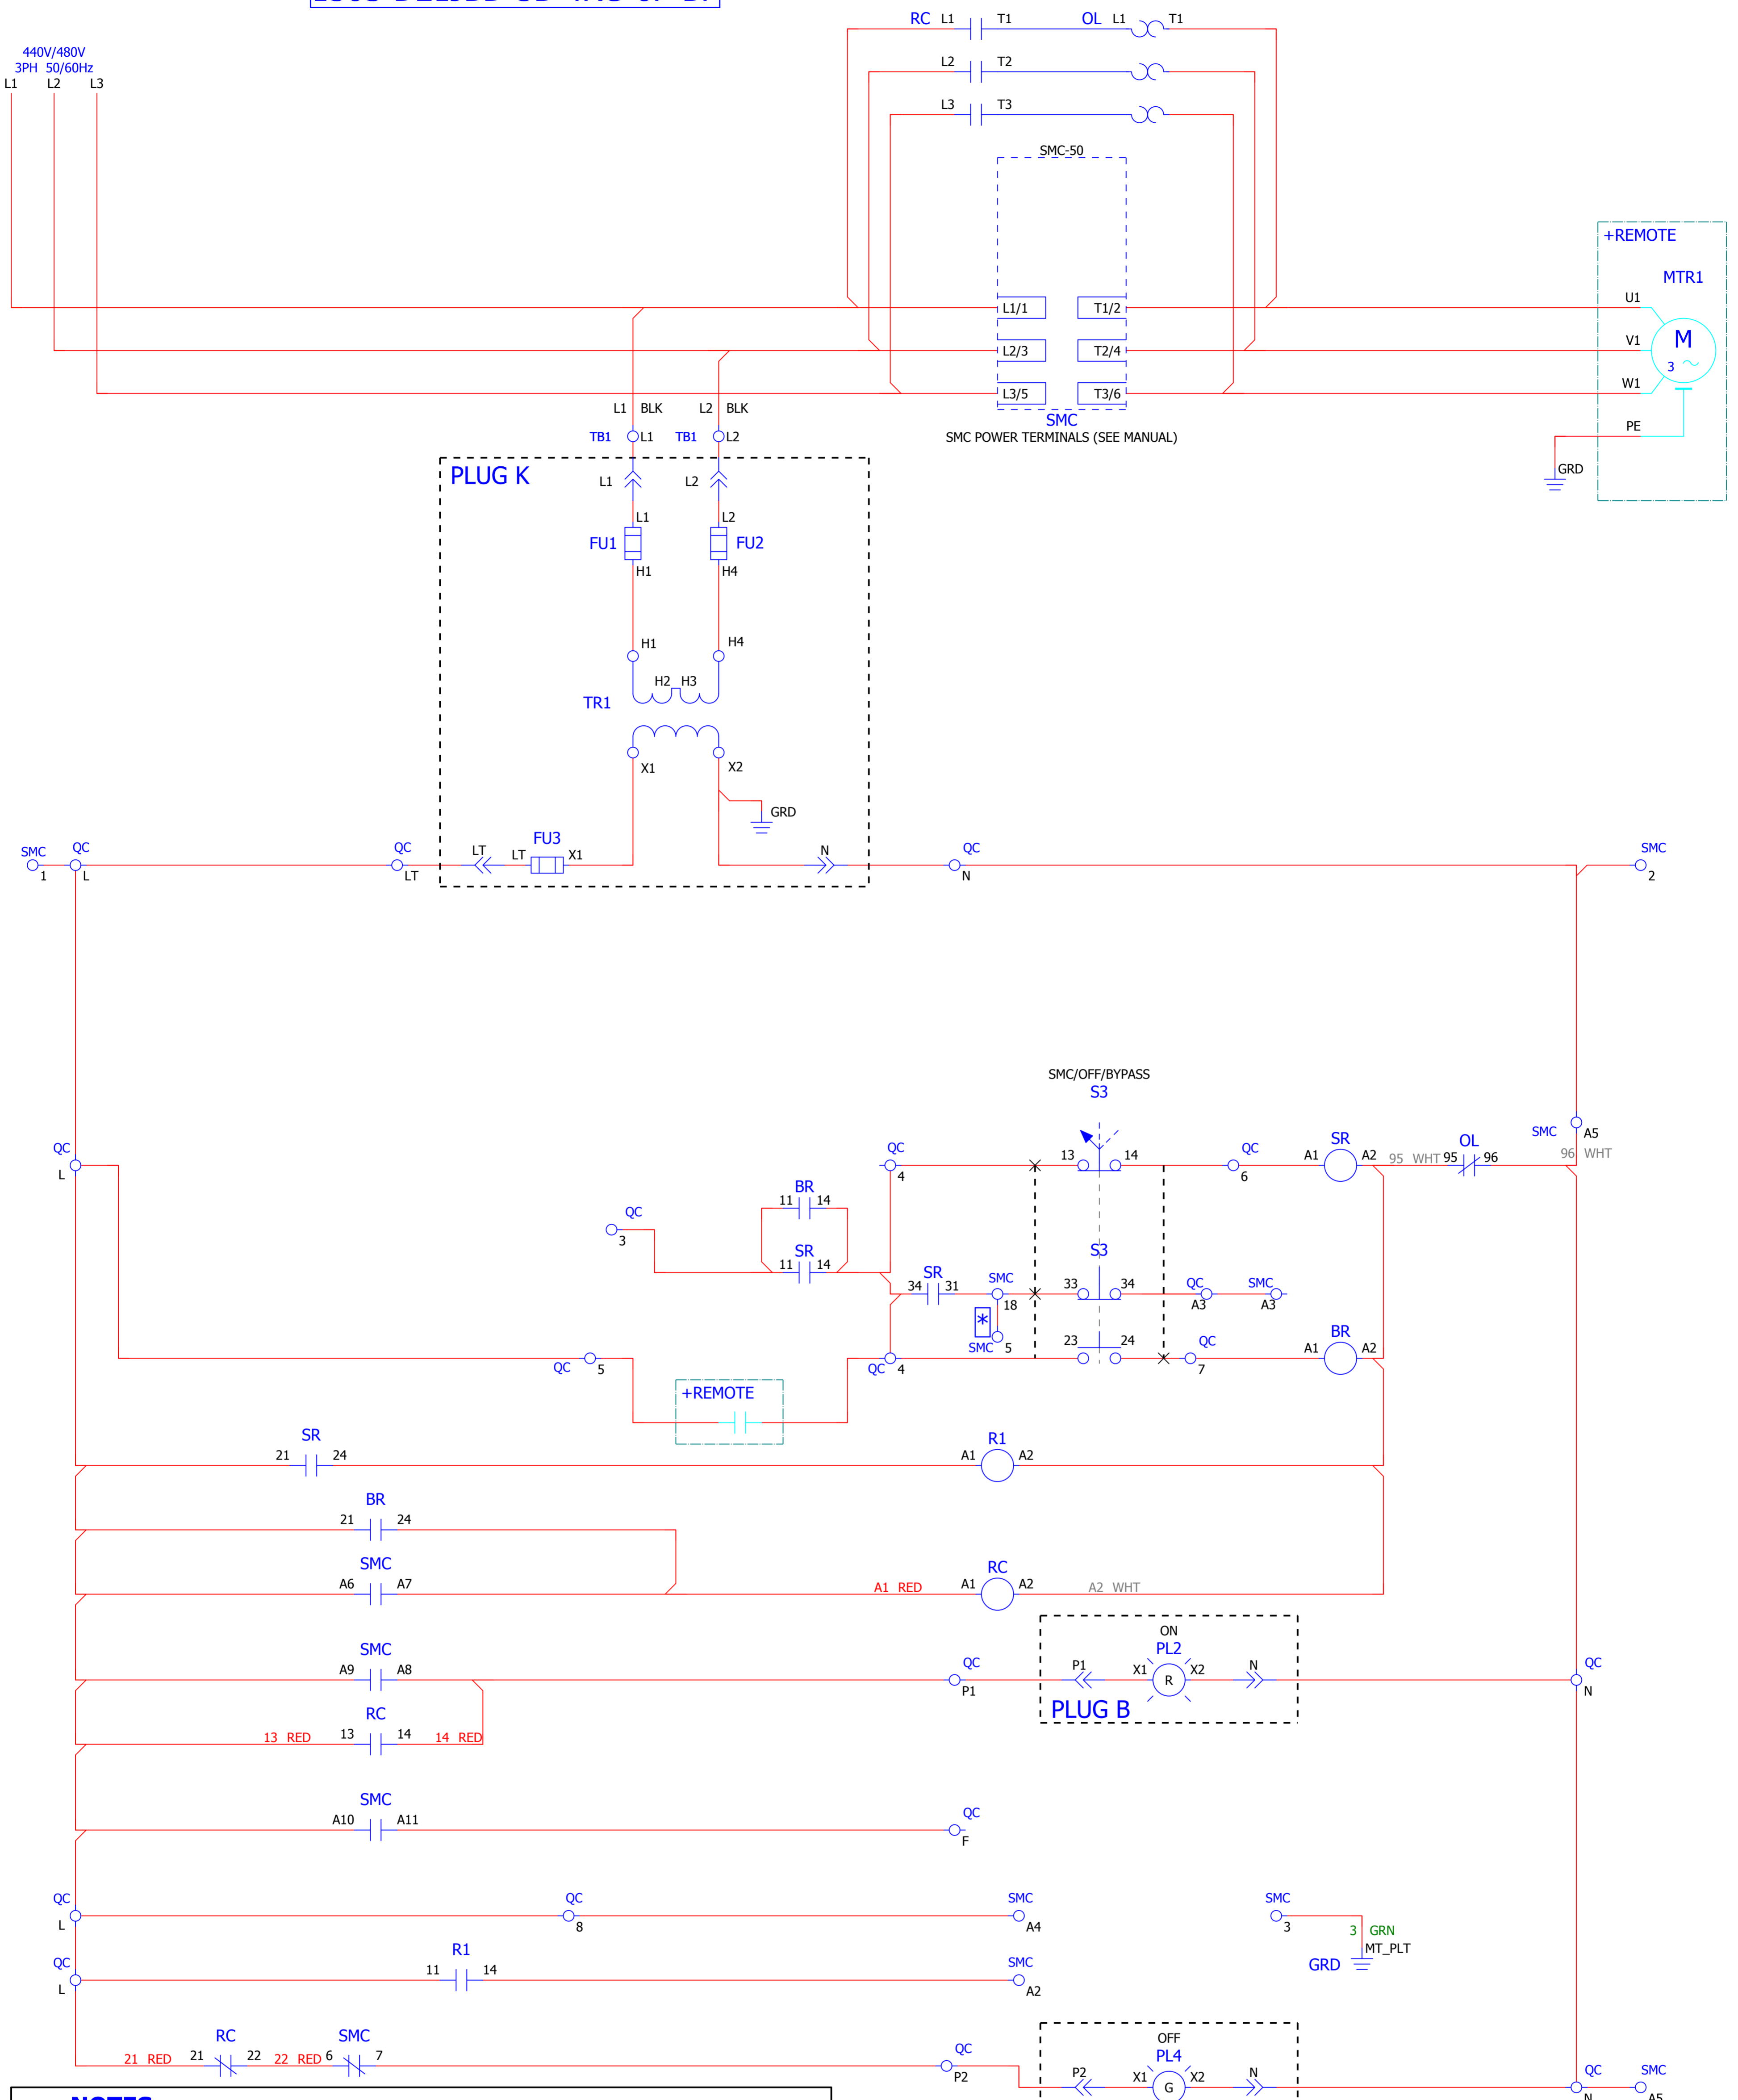 440V/480V
3PH 50/60Hz
L1 L2 L3
RC L1 T1 OL L1 T1
L2 T2
L3 T3
SMC-50
L1/1 T1/2
L2/3 T2/4
L3/5 T3/6
SMC
SMC POWER TERMINALS (SEE MANUAL)
+REMOTE
MTR1
U1
V1
W1
M
3
PE
GRD
L1 BLK L2 BLK
TB1 L1 TB1 L2
PLUG K
L1 L2
L1 L2
FU1 FU2
H1 H4
H1 H4
H2 H3
TR1
X1 X2
GRD
SMC QC QC LT FU3 N QC SMC
LT X1
1 L LT N 2
SMC/OFF/BYPASS
S3
SMC A5
QC QC 13 14 QC SR OL
A1 A2 95 WHT 95 96 96 WHT
L 4 6
BR
11 14
QC
3
SR
11 14
S3
SR
34 31 SMC 33 34 QC SMC
18 A3 A3
*
SMC 5 23 24 QC BR
A1 A2
QC 5 QC 4 7
+REMOTE
SR R1
21 24 A1 A2
BR
21 24
SMC RC
A6 A7 A1 RED A1 A2 A2 WHT
ON
SMC QC PL2 QC
A9 A8 P1 P1 X1 R X2 N N
PLUG B
RC
13 RED 13 14 14 RED
SMC
A10 A11 QC
F
QC QC SMC SMC
L 8 A4 3
3 GRN
MT_PLT
GRD
QC R1 SMC
11 14
L A2
OFF
RC SMC PL4
21 RED 21 22 22 RED 6 7 QC QC SMC
P2 P2 X1 G X2 N N A5